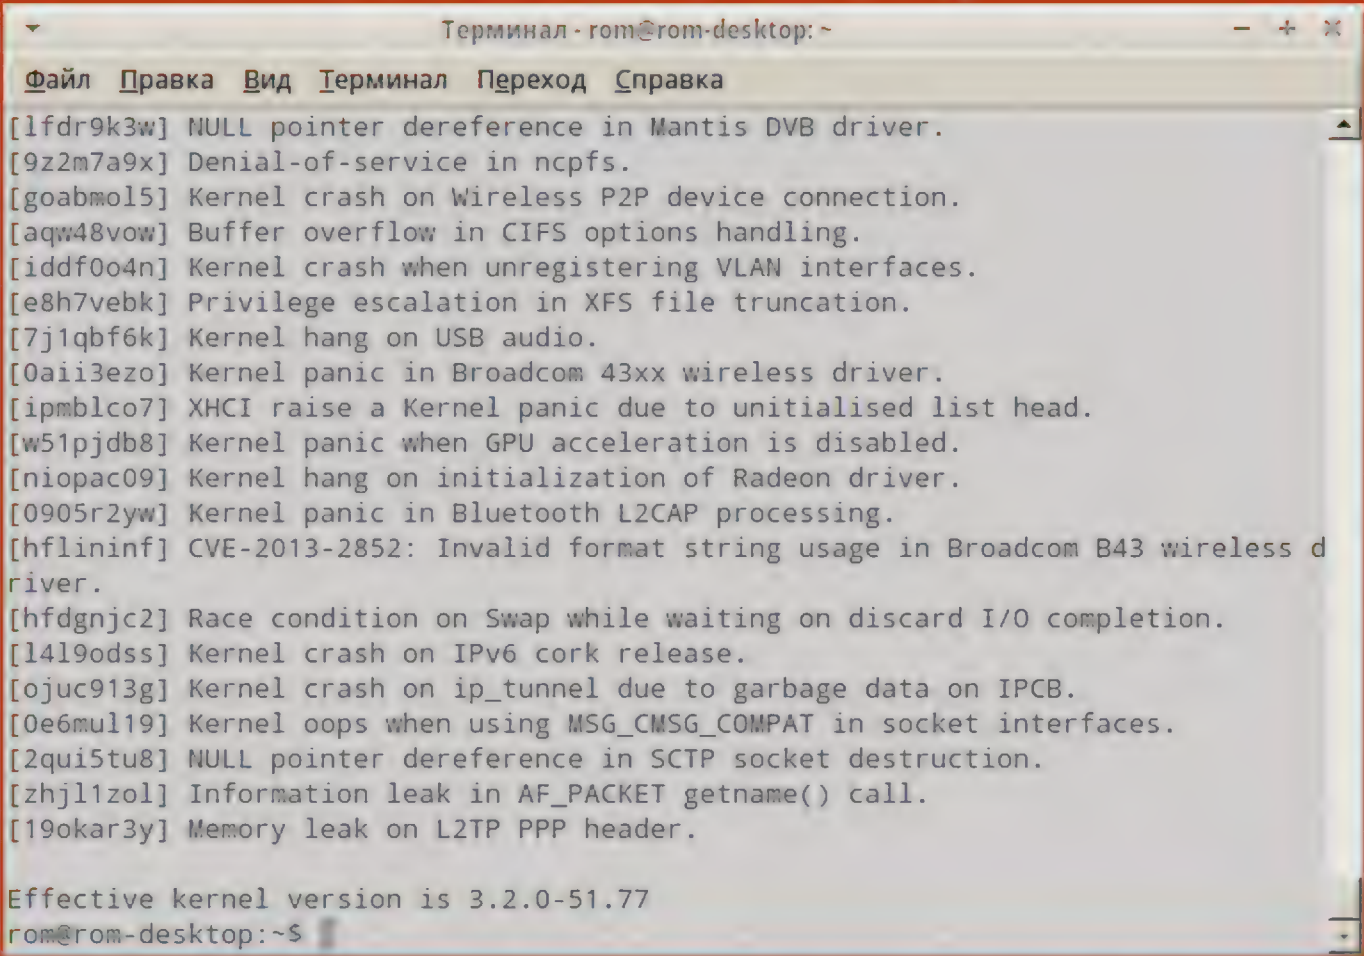 Терминал - rom@rom-desktop: ~
Файл Правка Вид Терминал Переход Справка
[lfdr9k3w] NULL pointer dereference in Mantis DVB driver.
[9z2m7a9x] Denial-of-service in ncpfs.
[goabmol5] Kernel crash on Wireless P2P device connection.
[aqw48vow] Buffer overflow in CIFS options handling.
[iddf0o4n] Kernel crash when unregistering VLAN interfaces.
[e8h7vebk] Privilege escalation in XFS file truncation.
[7j1qbf6k] Kernel hang on USB audio.
[0aii3ezo] Kernel panic in Broadcom 43xx wireless driver.
[ipmblco7] XHCI raise a Kernel panic due to unitialised list head.
[w51pjdb8] Kernel panic when GPU acceleration is disabled.
[niopac09] Kernel hang on initialization of Radeon driver.
[0905r2yw] Kernel panic in Bluetooth L2CAP processing.
[hflininf] CVE-2013-2852: Invalid format string usage in Broadcom B43 wireless d
river.
[hfdgnjc2] Race condition on Swap while waiting on discard I/O completion.
[l4l9odss] Kernel crash on IPv6 cork release.
[ojuc913g] Kernel crash on ip_tunnel due to garbage data on IPCB.
[0e6mul19] Kernel oops when using MSG_CMSG_COMPAT in socket interfaces.
[2qui5tu8] NULL pointer dereference in SCTP socket destruction.
[zhjl1zol] Information leak in AF_PACKET getname() call.
[19okar3y] Memory leak on L2TP PPP header.
Effective kernel version is 3.2.0-51.77
rom@rom-desktop:~$